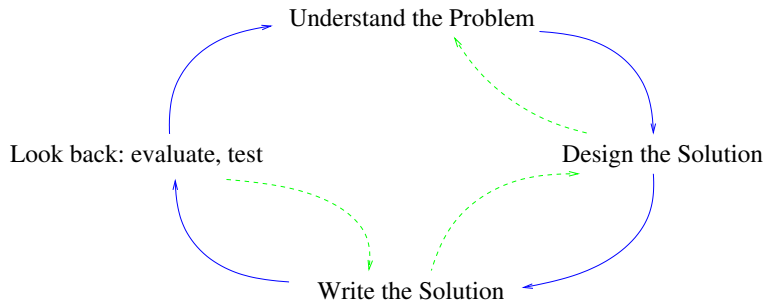 Understand the Problem
Look back: evaluate, test
Design the Solution
Write the Solution